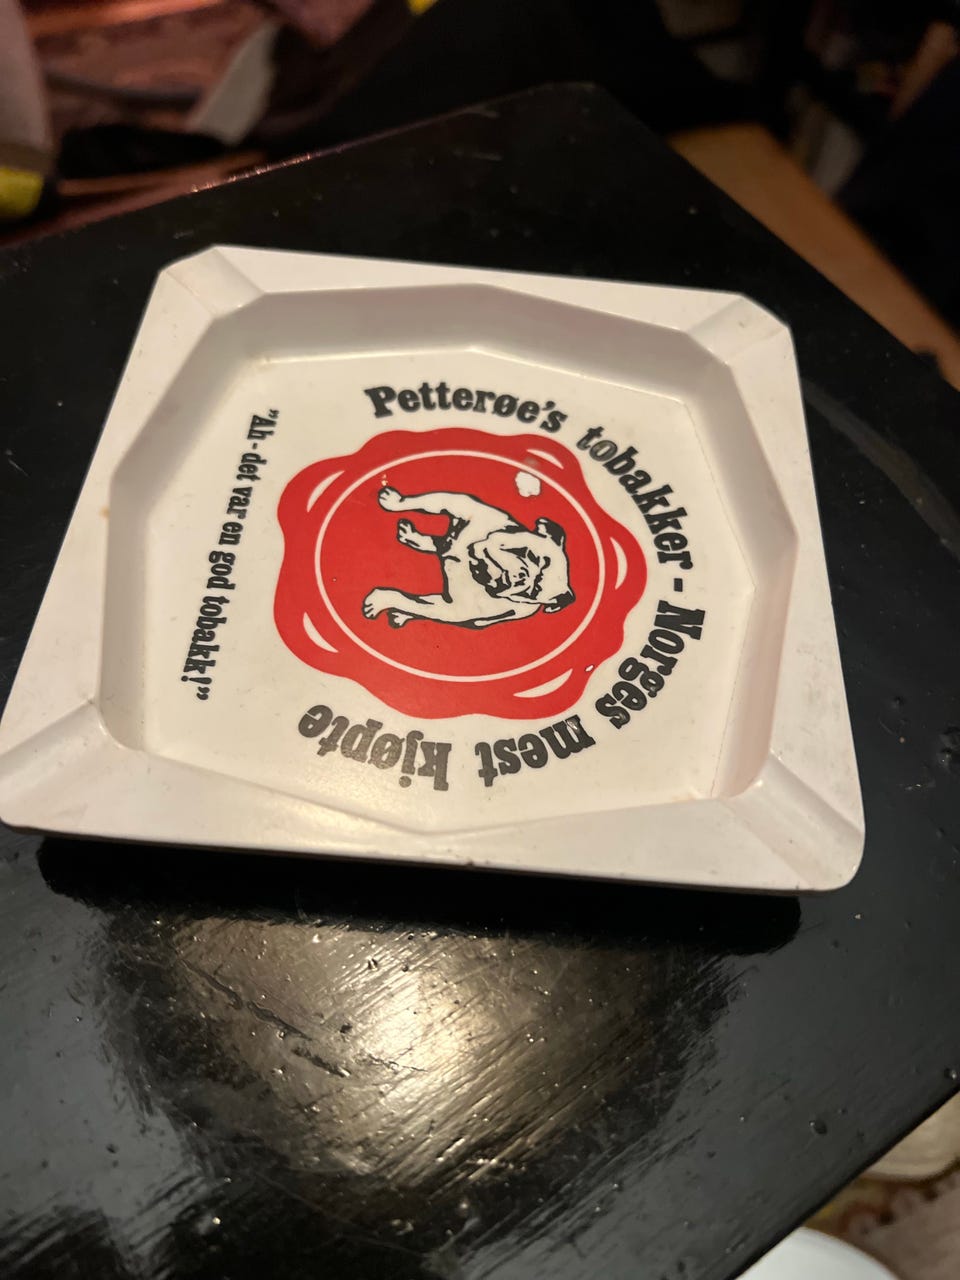 Petterøe's tobakker - Norges mest kjøpte
"Ah - det var en god tobakk!"